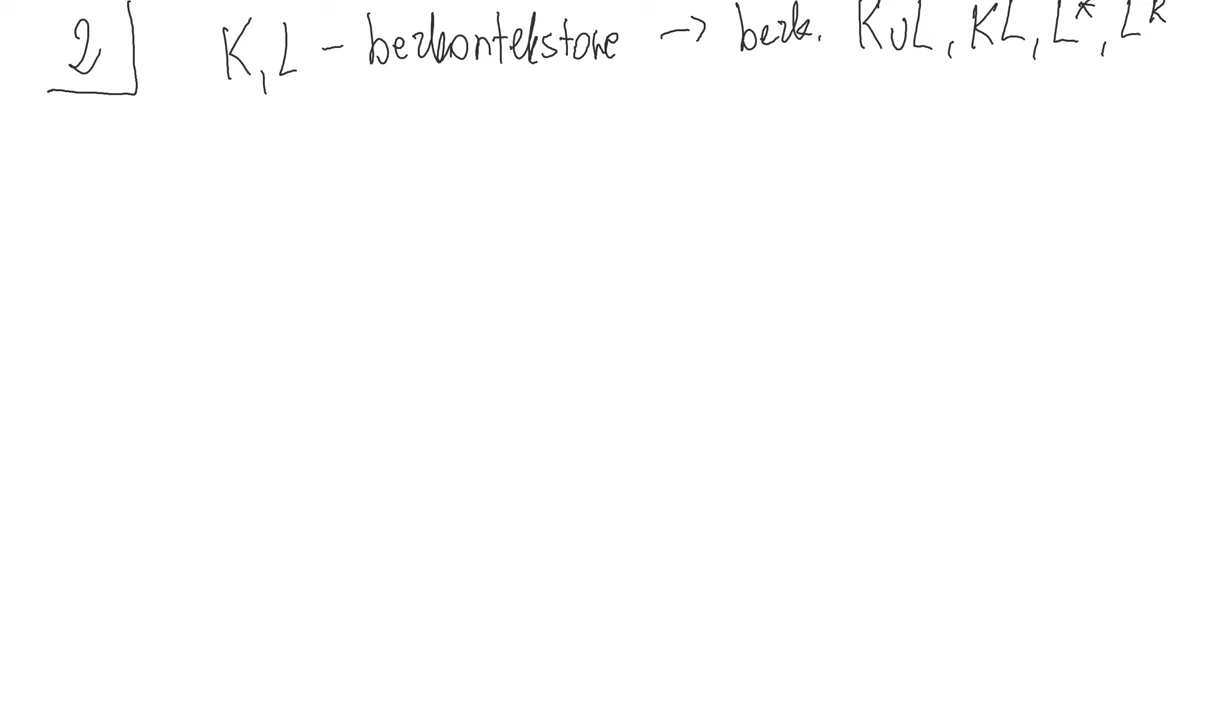 2 K, L - bezkontekstowe -> bezk. K∪L, KL, L*, L^R